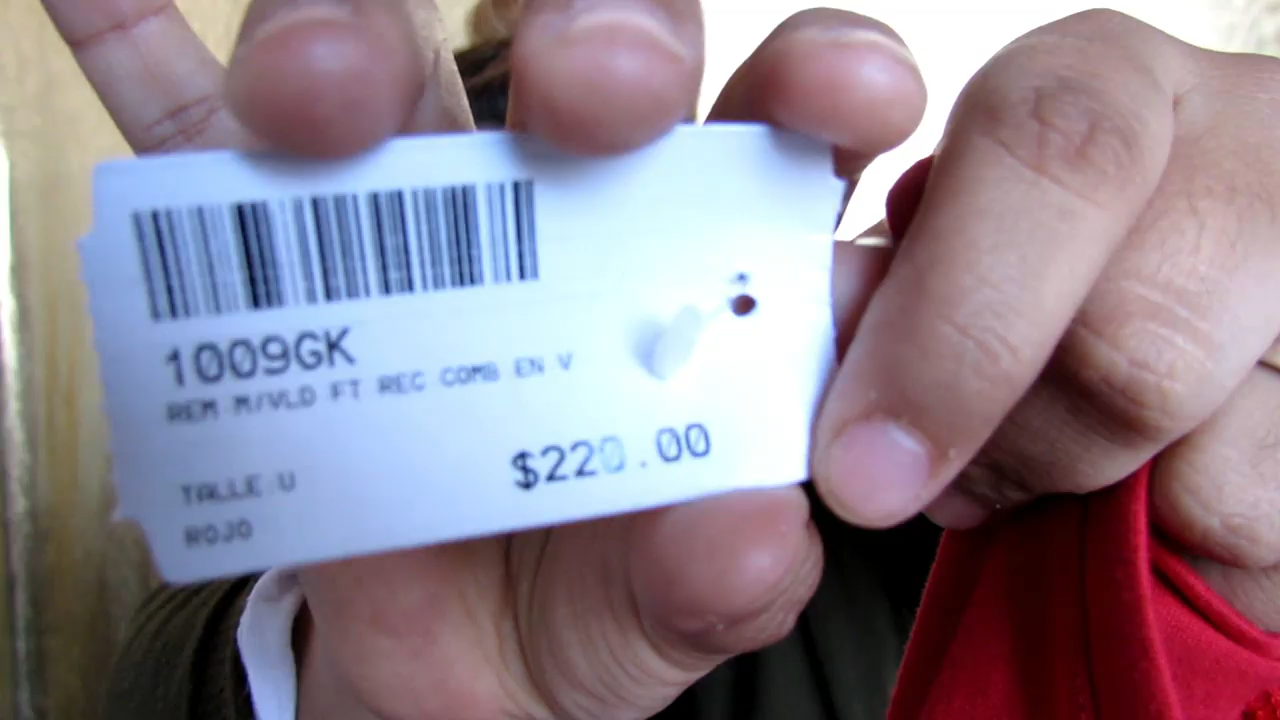 1009GK
REM M/VLD FT REC COMB EN V
$220.00
TALLE:U
ROJO